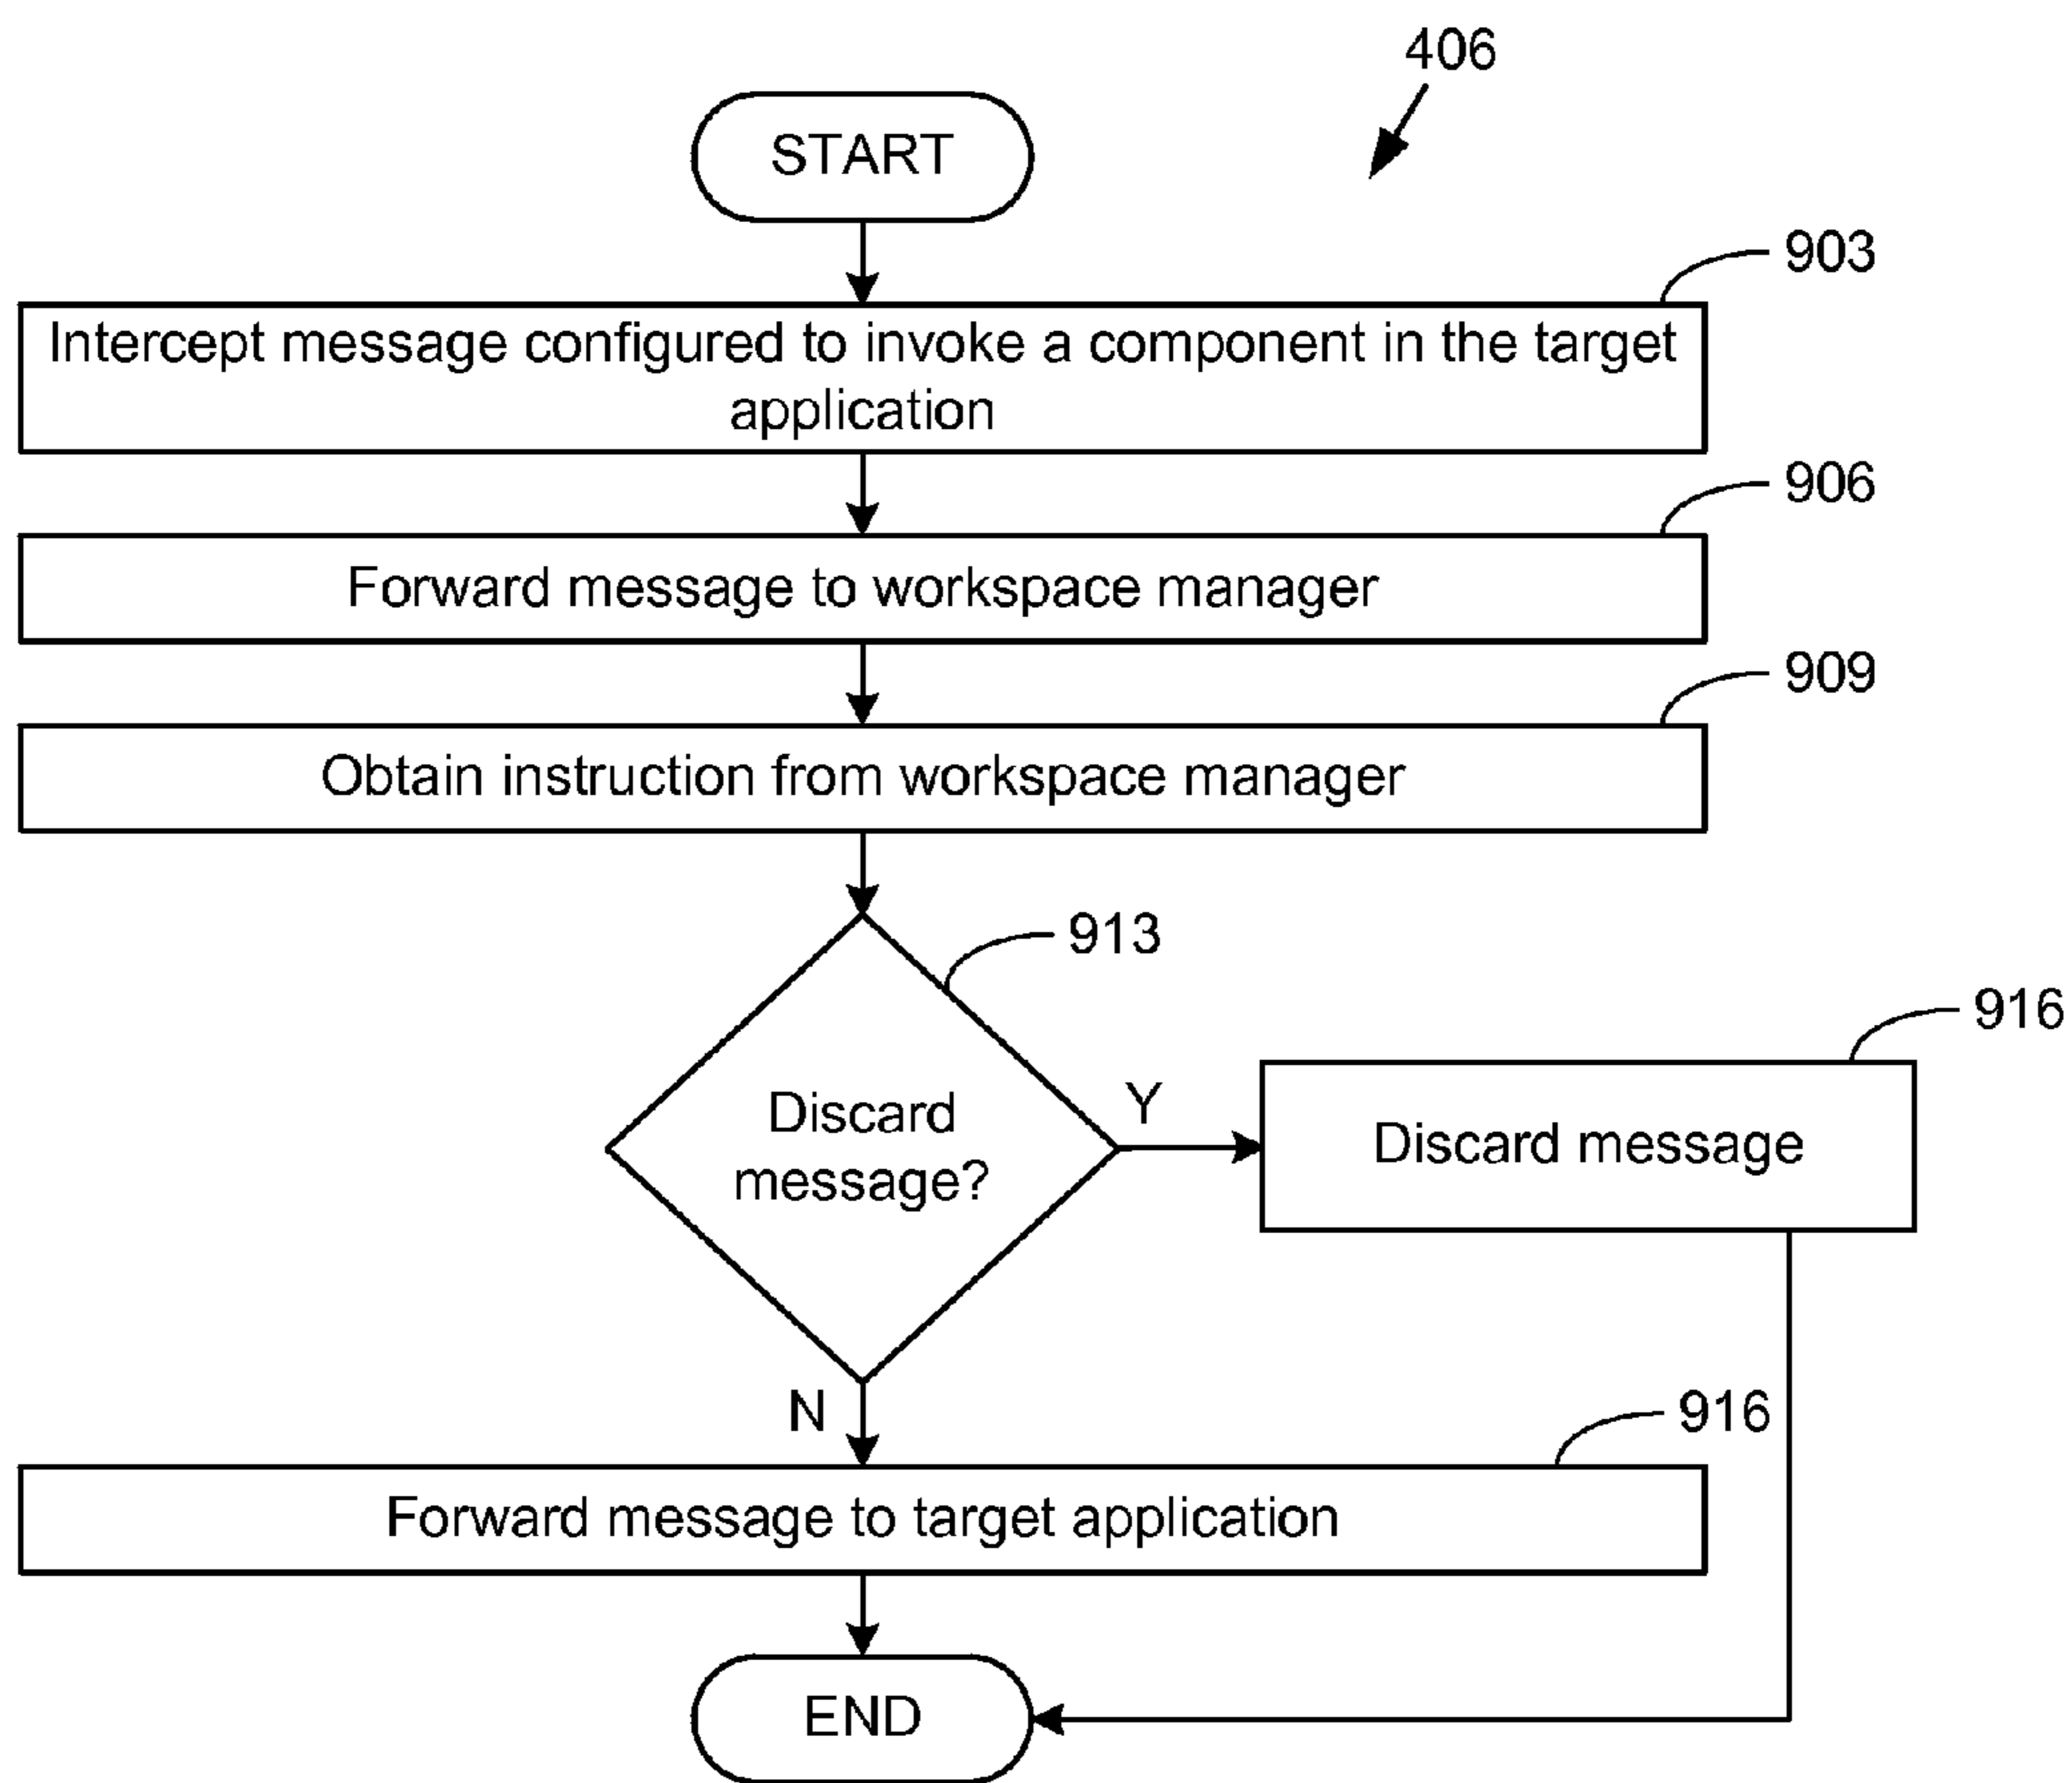 406
START
903
Intercept message configured to invoke a component in the target
application
906
Forward message to workspace manager
909
Obtain instruction from workspace manager
913
Discard
message?
Y
916
Discard message
N
916
Forward message to target application
END